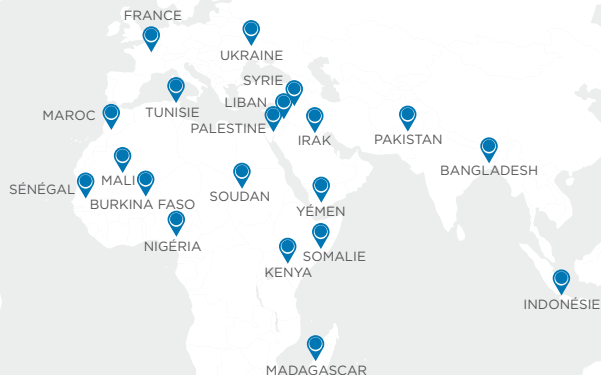 FRANCE
UKRAINE
SYRIE
LIBAN
MAROC
TUNISIE
PALESTINE
IRAK
PAKISTAN
BANGLADESH
MALI
SÉNÉGAL
BURKINA FASO
SOUDAN
YÉMEN
NIGÉRIA
SOMALIE
KENYA
INDONÉSIE
MADAGASCAR